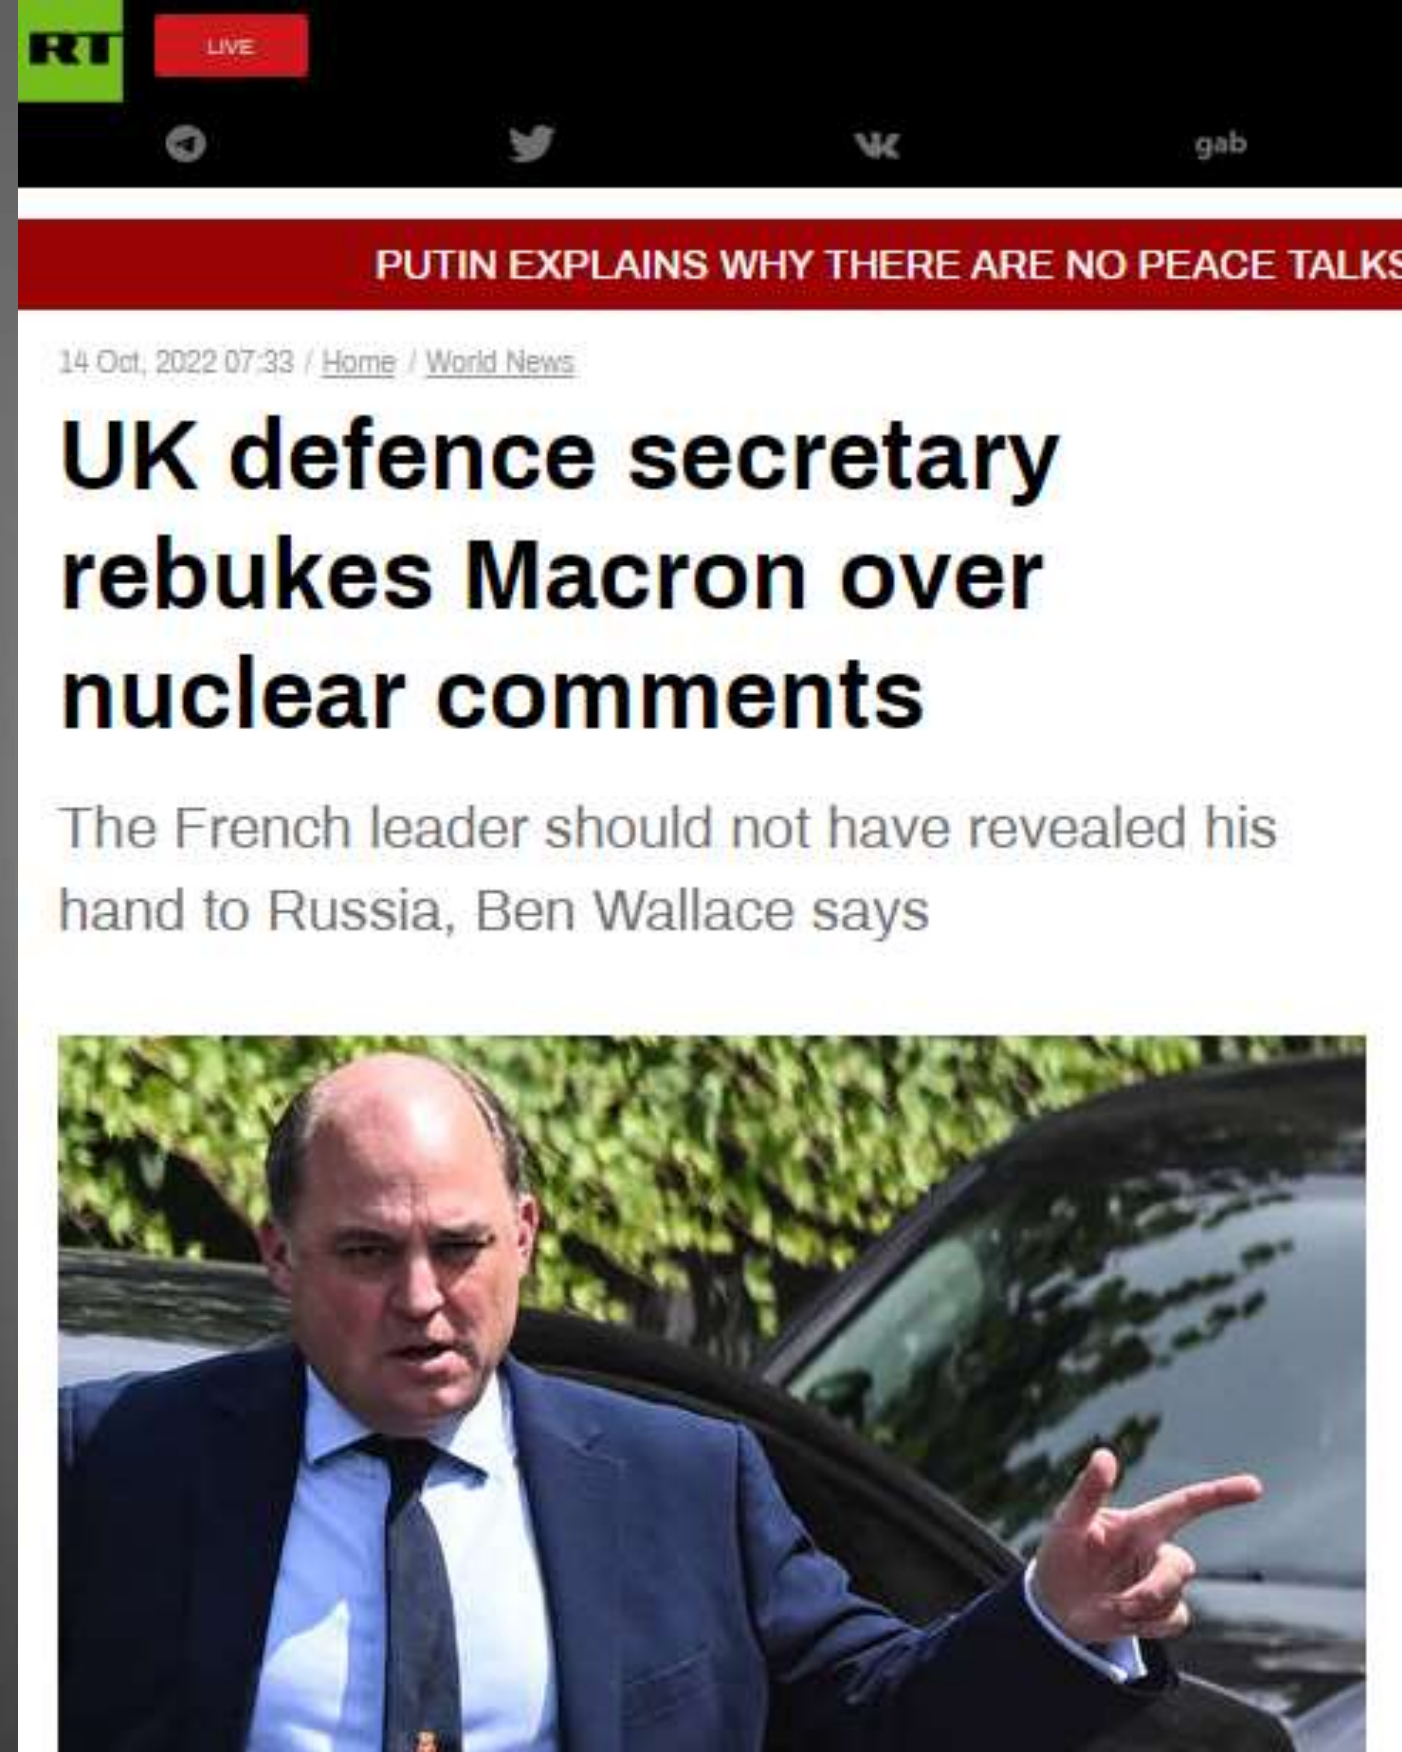 RT
LIVE
gab
PUTIN EXPLAINS WHY THERE ARE NO PEACE TALKS
14 Oct, 2022 07:33 / Home / World News
UK defence secretary
rebukes Macron over
nuclear comments
The French leader should not have revealed his
hand to Russia, Ben Wallace says